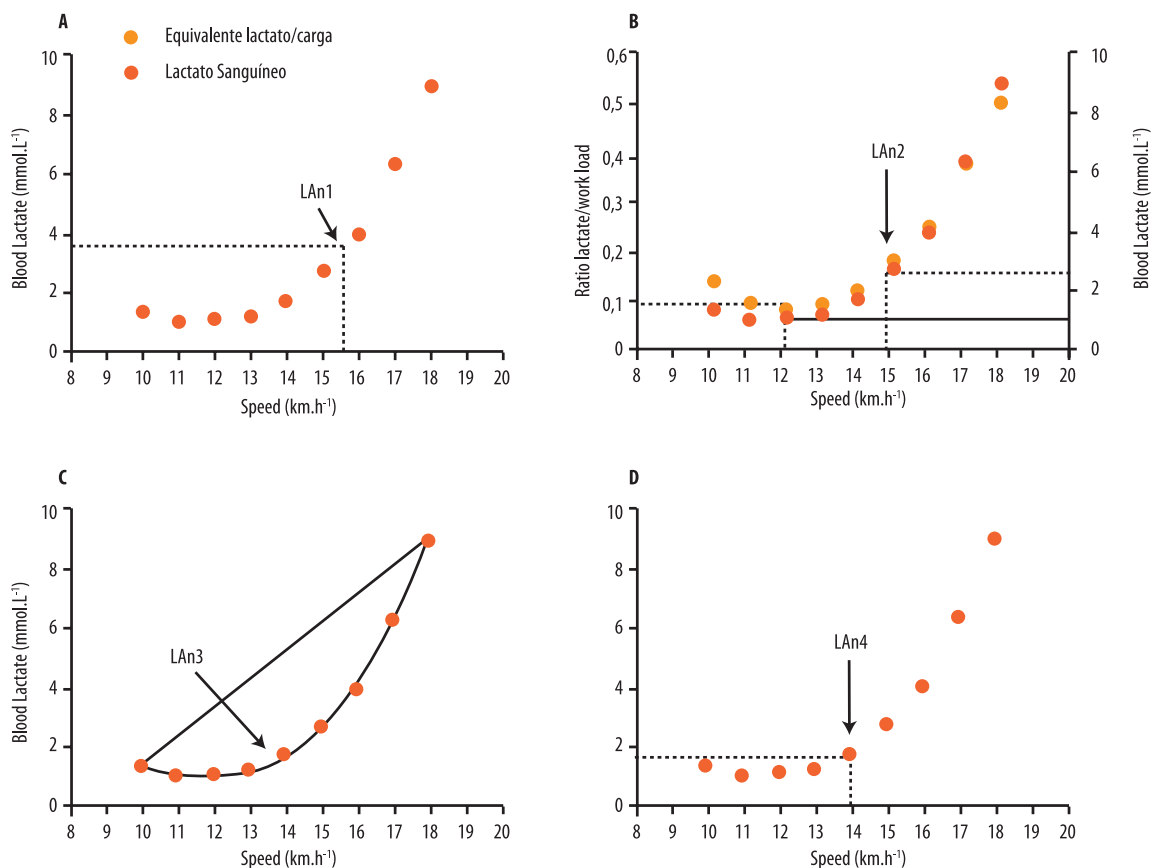 A
Equivalente lactato/carga
Lactato Sanguíneo
10
8
6
4
2
0
Blood Lactate (mmol.L⁻¹)
LAn1
8 9 10 11 12 13 14 15 16 17 18 19 20
Speed (km.h⁻¹)
B
0,6
0,5
0,4
0,3
0,2
0,1
0
Ratio lactate/work load
LAn2
10
8
6
4
2
0
Blood Lactate (mmol.L⁻¹)
8 9 10 11 12 13 14 15 16 17 18 19 20
Speed (km.h⁻¹)
C
10
8
6
4
2
0
Blood Lactate (mmol.L⁻¹)
LAn3
8 9 10 11 12 13 14 15 16 17 18 19 20
Speed (km.h⁻¹)
D
10
8
6
4
2
0
LAn4
8 9 10 11 12 13 14 15 16 17 18 19 20
Speed (km.h⁻¹)